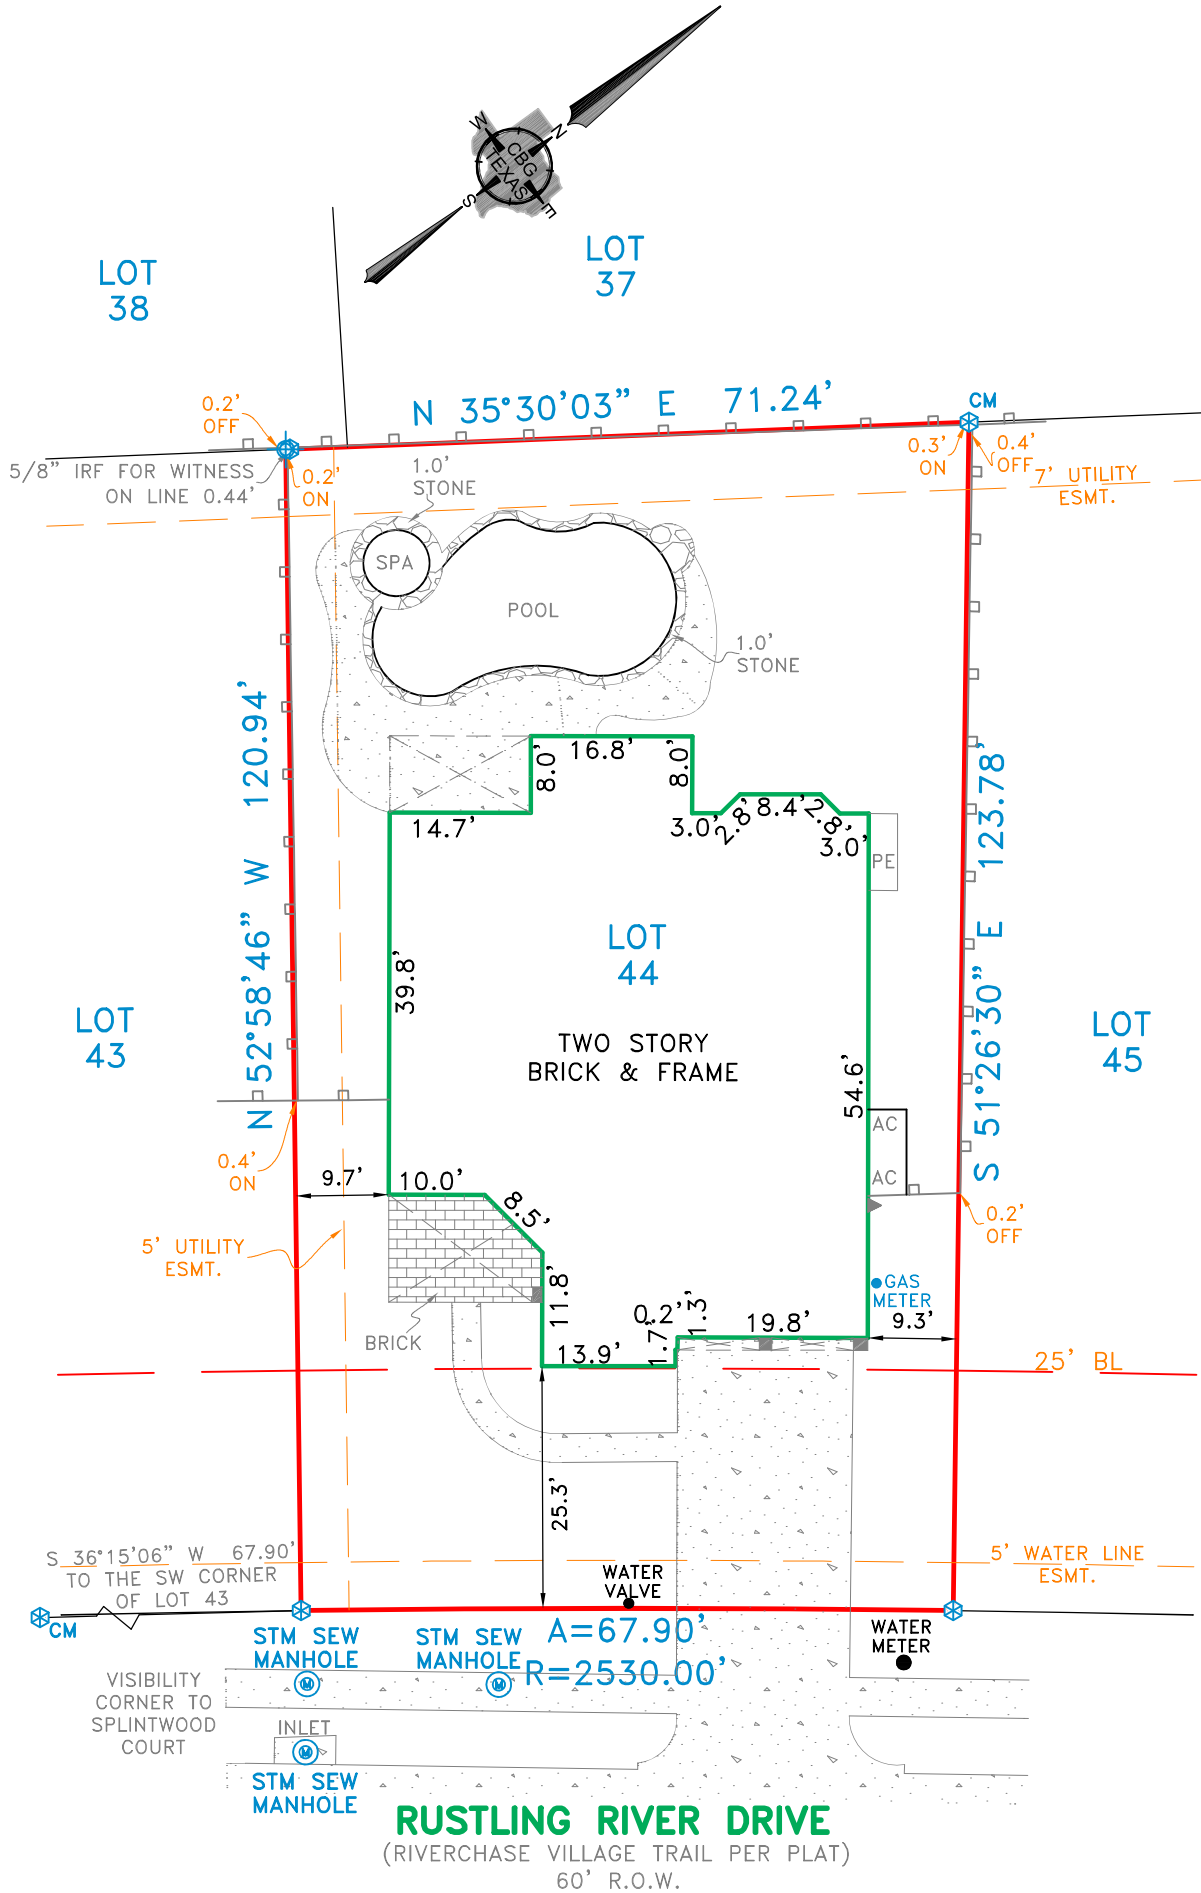 W
N
CBG
TEXAS
S
E
LOT
37
LOT
38
0.2'
OFF
N 35°30'03" E 71.24'
CM
5/8" IRF FOR WITNESS
ON LINE 0.44'
0.2'
ON
1.0'
STONE
0.3'
ON
0.4'
OFF
7' UTILITY
ESMT.
SPA
POOL
1.0'
STONE
N 52°58'46" W 120.94'
S 51°26'30" E 123.78'
16.8'
8.0'
8.0'
14.7'
3.0'
2.8'
8.4'
2.8'
3.0'
PE
LOT
44
39.8'
TWO STORY
BRICK & FRAME
54.6'
LOT
43
LOT
45
AC
AC
0.4'
ON
9.7'
10.0'
8.5'
0.2'
OFF
5' UTILITY
ESMT.
11.8'
GAS
METER
BRICK
0.2'
1.3'
1.7'
19.8'
9.3'
13.9'
25' BL
25.3'
S 36°15'06" W 67.90'
TO THE SW CORNER
OF LOT 43
5' WATER LINE
ESMT.
WATER
VALVE
CM
STM SEW
MANHOLE
STM SEW
MANHOLE
A=67.90'
R=2530.00'
WATER
METER
VISIBILITY
CORNER TO
SPLINTWOOD
COURT
M
M
INLET
M
STM SEW
MANHOLE
RUSTLING RIVER DRIVE
(RIVERCHASE VILLAGE TRAIL PER PLAT)
60' R.O.W.